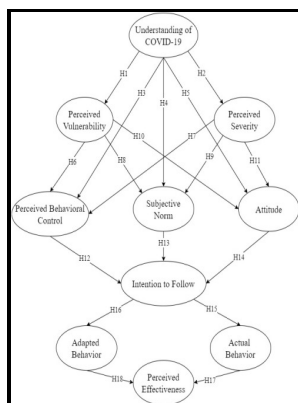 Understanding of
COVID-19
H1
H2
H3
H5
H4
Perceived
Vulnerability
Perceived
Severity
H10
H7
H6
H8
H9
H11
Perceived Behavioral
Control
Subjective
Norm
Attitude
H12
H13
H14
Intention to Follow
H16
H15
Adapted
Behavior
Actual
Behavior
H18
H17
Perceived
Effectiveness